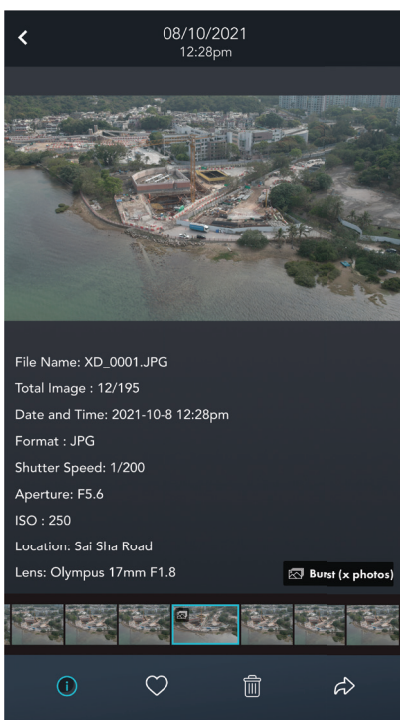 08/10/2021
12:28pm
File Name: XD_0001.JPG
Total Image : 12/195
Date and Time: 2021-10-8 12:28pm
Format : JPG
Shutter Speed: 1/200
Aperture: F5.6
ISO : 250
Location: Sai Sha Road
Lens: Olympus 17mm F1.8
Burst (x photos)